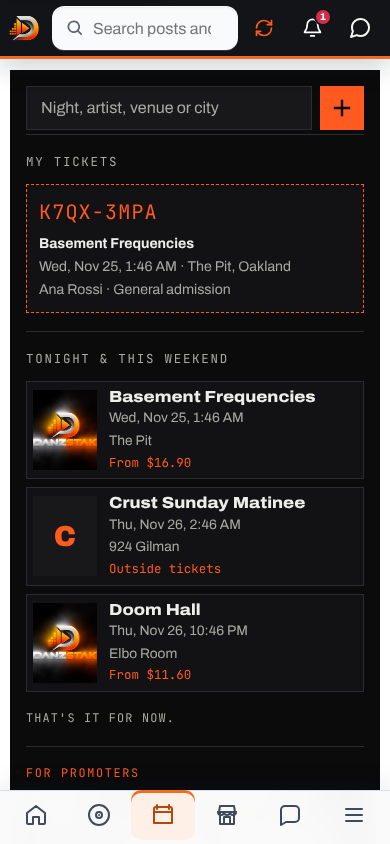 Search posts and
1
Night, artist, venue or city
MY TICKETS
K7QX-3MPA
Basement Frequencies
Wed, Nov 25, 1:46 AM · The Pit, Oakland
Ana Rossi · General admission
TONIGHT & THIS WEEKEND
DANZSTAK
Basement Frequencies
Wed, Nov 25, 1:46 AM
The Pit
From $16.90
C
Crust Sunday Matinee
Thu, Nov 26, 2:46 AM
924 Gilman
Outside tickets
DANZSTAK
Doom Hall
Thu, Nov 26, 10:46 PM
Elbo Room
From $11.60
THAT'S IT FOR NOW.
FOR PROMOTERS